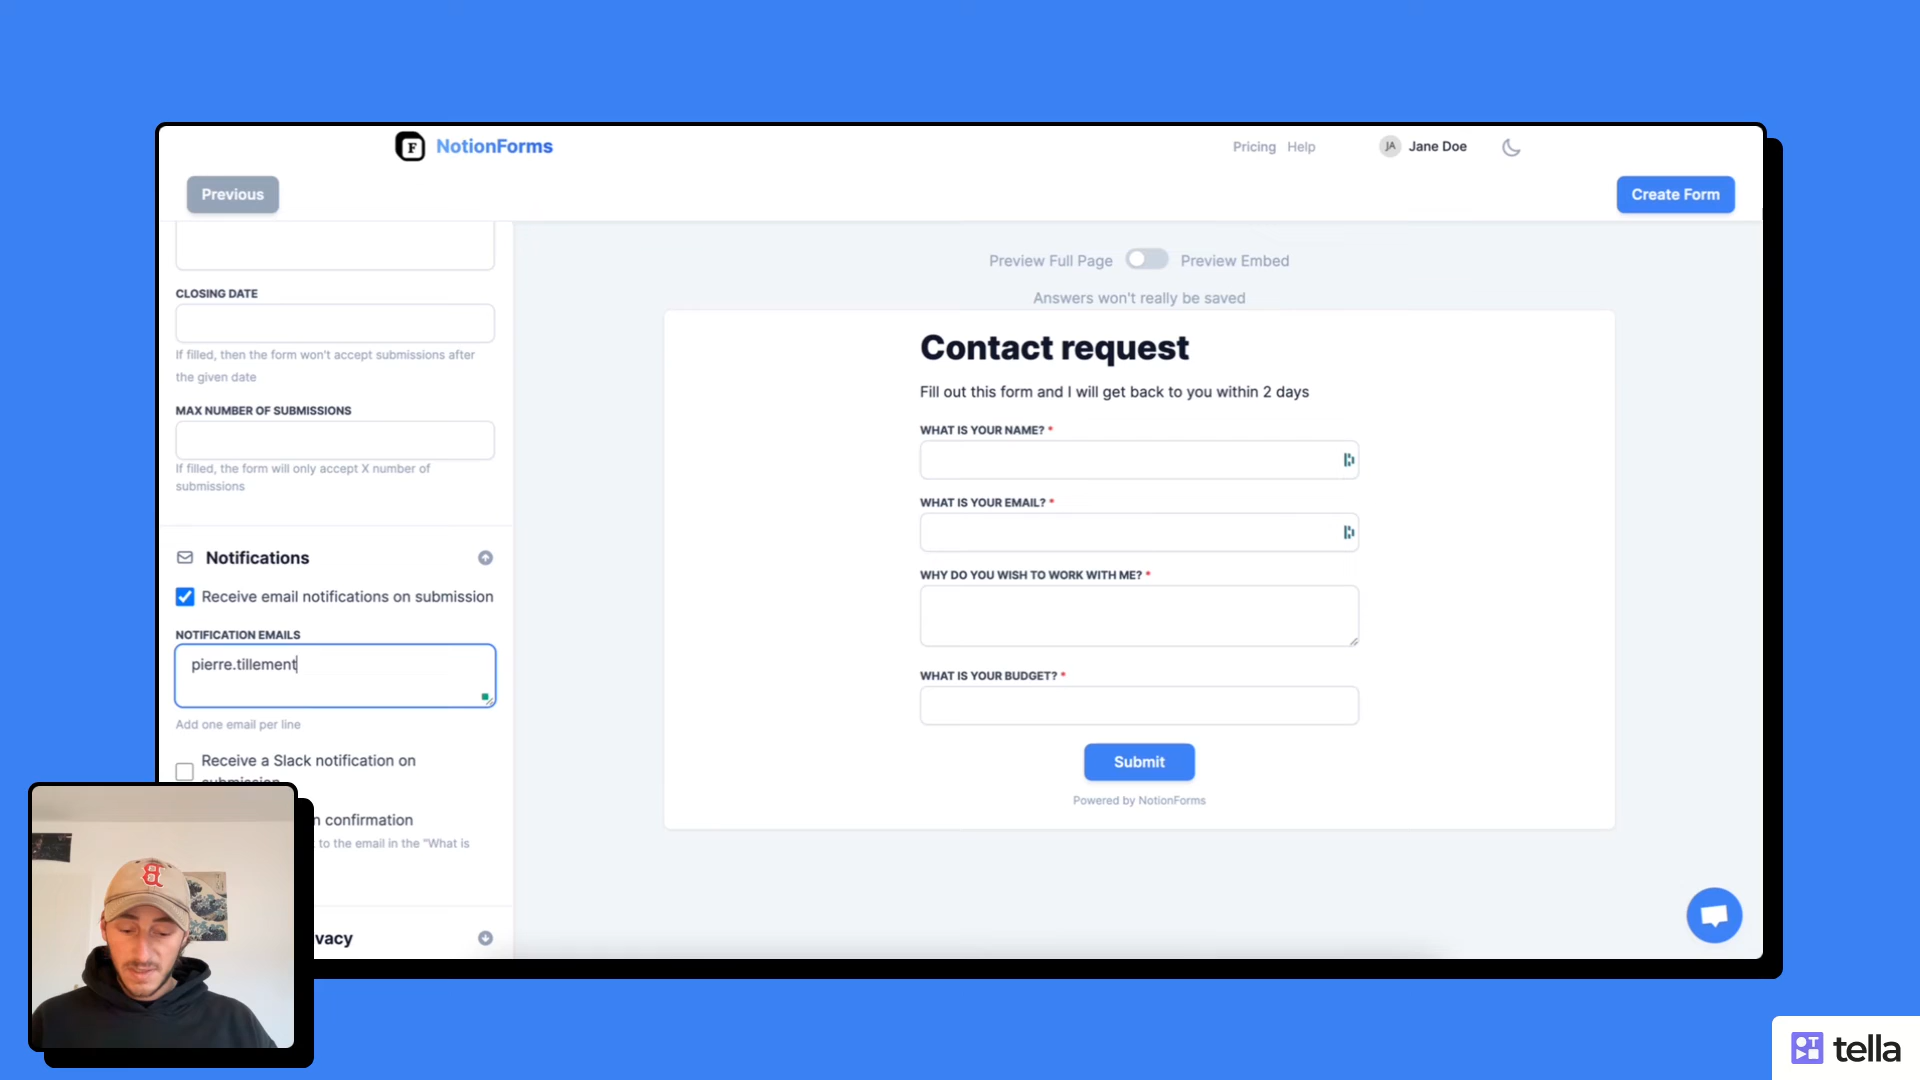 NotionForms
Pricing Help
JA Jane Doe
Previous
Create Form
CLOSING DATE
If filled, then the form won't accept submissions after
the given date
MAX NUMBER OF SUBMISSIONS
If filled, the form will only accept X number of
submissions
Notifications
Receive email notifications on submission
NOTIFICATION EMAILS
pierre.tillement
Add one email per line
Receive a Slack notification on
submission
n confirmation
to the email in the "What is
vacy
Preview Full Page
Preview Embed
Answers won't really be saved
Contact request
Fill out this form and I will get back to you within 2 days
WHAT IS YOUR NAME? *
WHAT IS YOUR EMAIL? *
WHY DO YOU WISH TO WORK WITH ME? *
WHAT IS YOUR BUDGET? *
Submit
Powered by NotionForms
B
tella